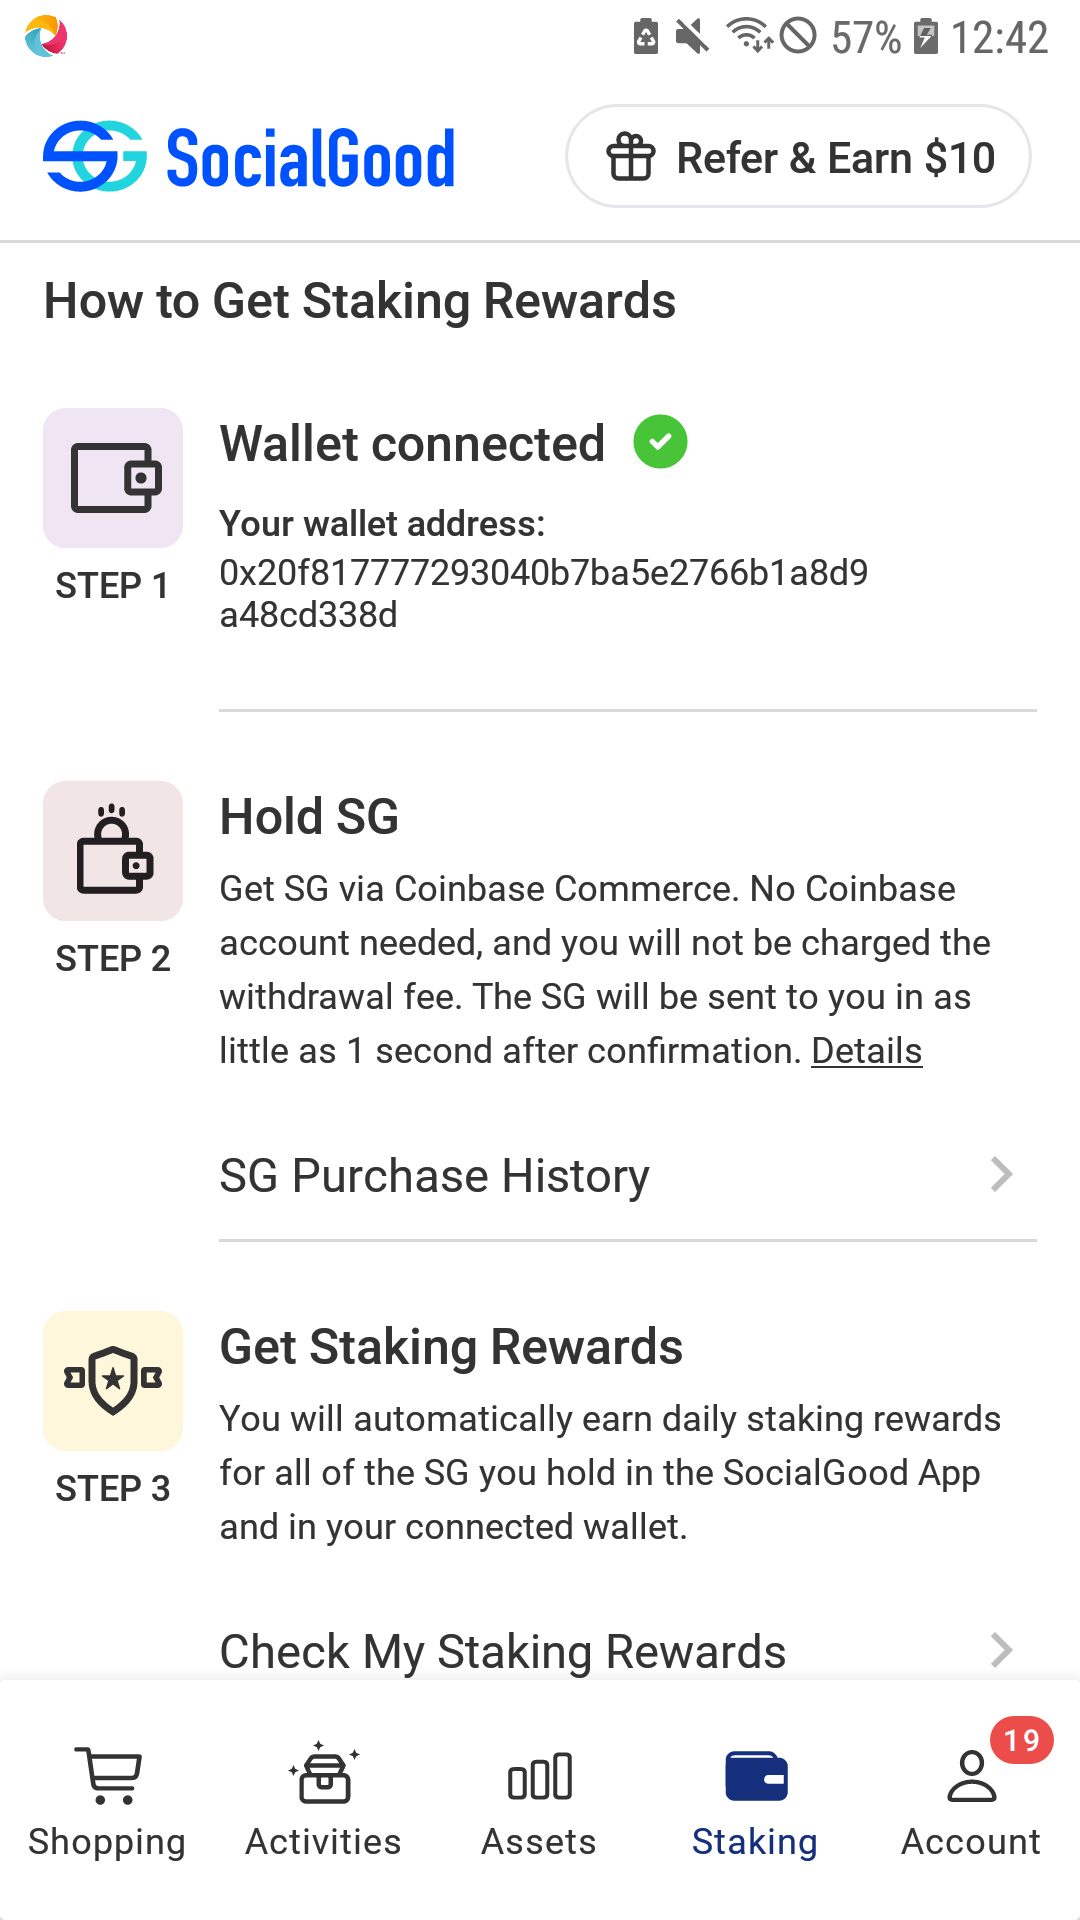 57% 12:42
SocialGood
Refer & Earn $10
How to Get Staking Rewards
Wallet connected
Your wallet address:
0x20f817777293040b7ba5e2766b1a8d9
a48cd338d
STEP 1
Hold SG
Get SG via Coinbase Commerce. No Coinbase
account needed, and you will not be charged the
withdrawal fee. The SG will be sent to you in as
little as 1 second after confirmation. Details
STEP 2
SG Purchase History
Get Staking Rewards
You will automatically earn daily staking rewards
for all of the SG you hold in the SocialGood App
and in your connected wallet.
STEP 3
Check My Staking Rewards
19
Shopping Activities Assets Staking Account